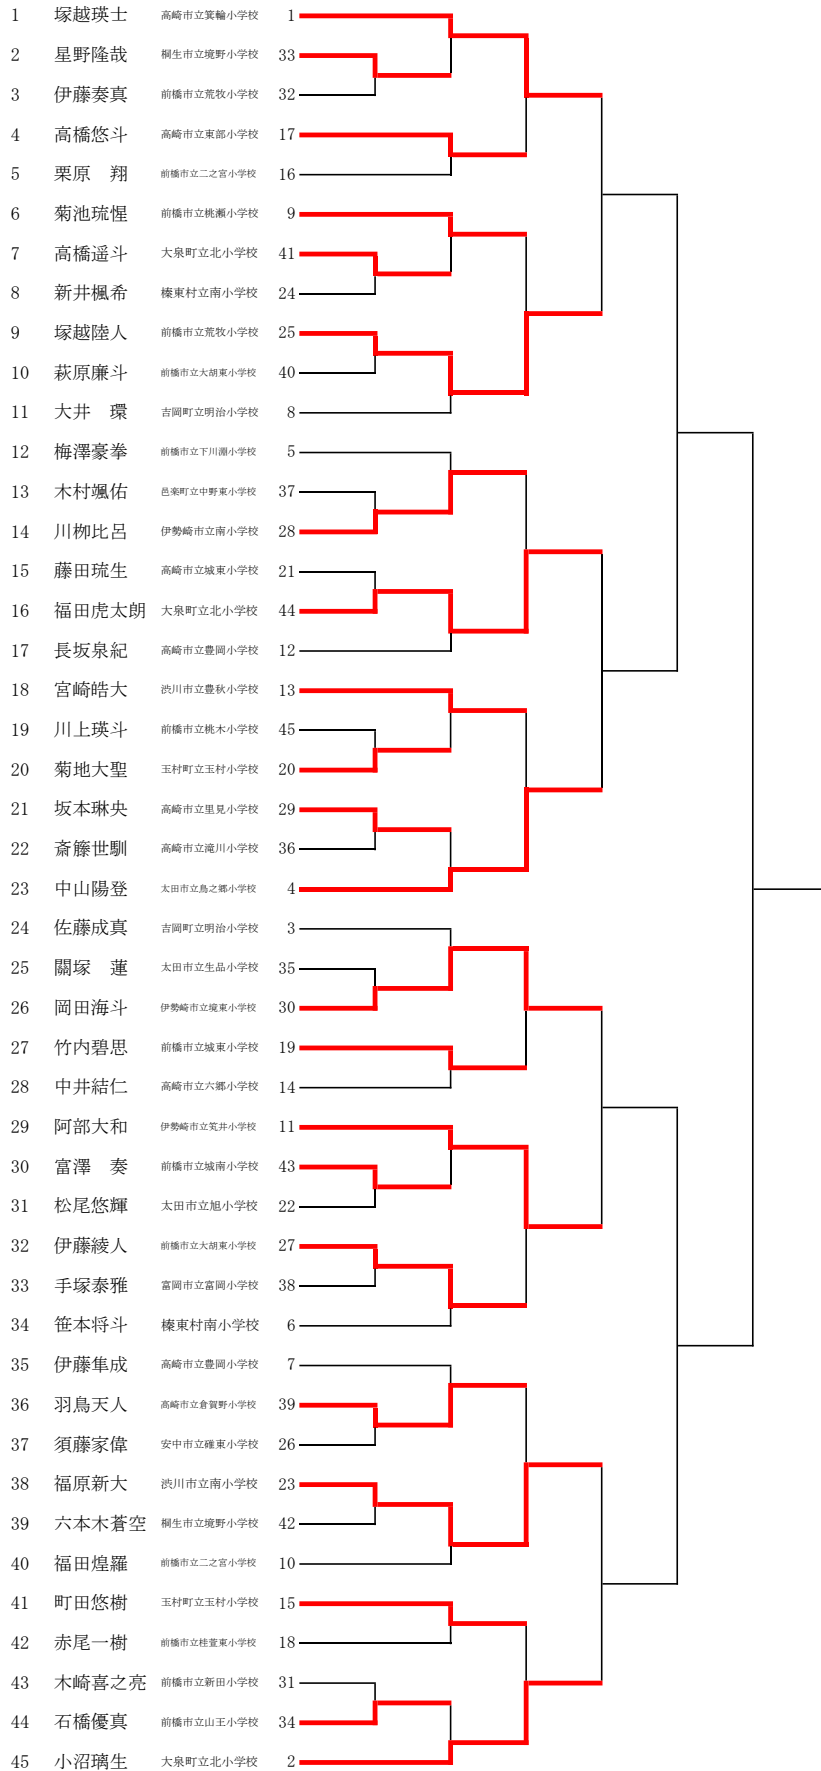 1 塚越瑛士 高崎市立箕輪小学校 1
2 星野隆哉 桐生市立境野小学校 33
3 伊藤奏真 前橋市立荒牧小学校 32
4 高橋悠斗 高崎市立東部小学校 17
5 栗原　翔 前橋市立二之宮小学校 16
6 菊池琉惺 前橋市立桃瀬小学校 9
7 高橋遥斗 大泉町立北小学校 41
8 新井楓希 榛東村立南小学校 24
9 塚越陸人 前橋市立荒牧小学校 25
10 萩原廉斗 前橋市立大胡東小学校 40
11 大井　環 吉岡町立明治小学校 8
12 梅澤豪拳 前橋市立下川淵小学校 5
13 木村颯佑 邑楽町立中野東小学校 37
14 川栁比呂 伊勢崎市立南小学校 28
15 藤田琉生 高崎市立城東小学校 21
16 福田虎太朗 大泉町立北小学校 44
17 長坂泉紀 高崎市立豊岡小学校 12
18 宮崎皓大 渋川市立豊秋小学校 13
19 川上瑛斗 前橋市立桃木小学校 45
20 菊地大聖 玉村町立玉村小学校 20
21 坂本琳央 高崎市立里見小学校 29
22 斎籐世馴 高崎市立滝川小学校 36
23 中山陽登 太田市立鳥之郷小学校 4
24 佐藤成真 吉岡町立明治小学校 3
25 關塚　蓮 太田市立生品小学校 35
26 岡田海斗 伊勢崎市立境東小学校 30
27 竹内碧思 前橋市立城東小学校 19
28 中井結仁 高崎市立六郷小学校 14
29 阿部大和 伊勢崎市立茂井小学校 11
30 富澤　奏 前橋市立城南小学校 43
31 松尾悠輝 太田市立旭小学校 22
32 伊藤綾人 前橋市立大胡東小学校 27
33 手塚泰雅 富岡市立富岡小学校 38
34 笹本将斗 榛東村南小学校 6
35 伊藤隼成 高崎市立豊岡小学校 7
36 羽鳥天人 高崎市立倉賀野小学校 39
37 須藤家偉 安中市立碓東小学校 26
38 福原新大 渋川市立南小学校 23
39 六本木蒼空 桐生市立境野小学校 42
40 福田煌羅 前橋市立二之宮小学校 10
41 町田悠樹 玉村町立玉村小学校 15
42 赤尾一樹 前橋市立桂萱東小学校 18
43 木崎喜之亮 前橋市立新田小学校 31
44 石橋優真 前橋市立山王小学校 34
45 小沼璃生 大泉町立北小学校 2